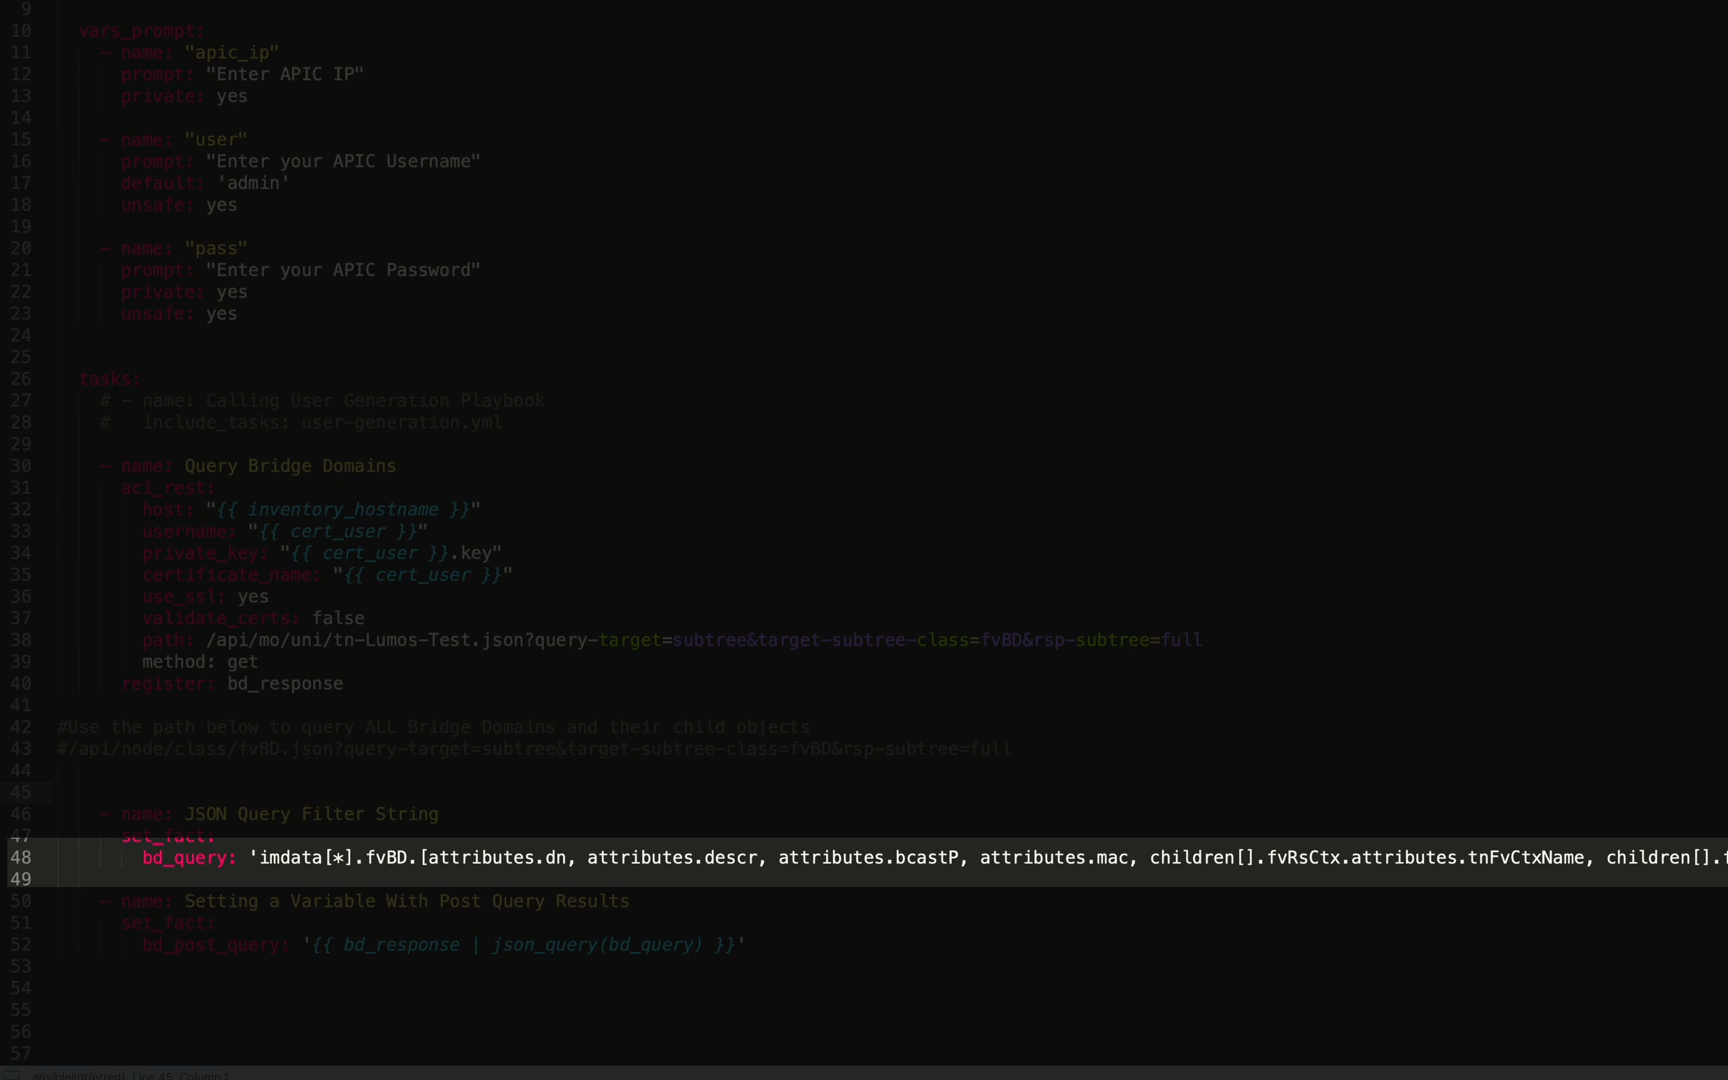 9
10 vars_prompt:
11 - name: "apic_ip"
12 prompt: "Enter APIC IP"
13 private: yes
14
15 - name: "user"
16 prompt: "Enter your APIC Username"
17 default: 'admin'
18 unsafe: yes
19
20 - name: "pass"
21 prompt: "Enter your APIC Password"
22 private: yes
23 unsafe: yes
24
25
26 tasks:
27 # - name: Calling User Generation Playbook
28 # include_tasks: user-generation.yml
29
30 - name: Query Bridge Domains
31 aci_rest:
32 host: "{{ inventory_hostname }}"
33 username: "{{ cert_user }}"
34 private_key: "{{ cert_user }}.key"
35 certificate_name: "{{ cert_user }}"
36 use_ssl: yes
37 validate_certs: false
38 path: /api/mo/uni/tn-Lumos-Test.json?query-target=subtree&target-subtree-class=fvBD&rsp-subtree=full
39 method: get
40 register: bd_response
41
42 #Use the path below to query ALL Bridge Domains and their child objects
43 #/api/node/class/fvBD.json?query-target=subtree&target-subtree-class=fvBD&rsp-subtree=full
44
45
46 - name: JSON Query Filter String
47 set_fact:
48 bd_query: 'imdata[*].fvBD.[attributes.dn, attributes.descr, attributes.bcastP, attributes.mac, children[].fvRsCtx.attributes.tnFvCtxName, children[].f
49
50 - name: Setting a Variable With Post Query Results
51 set_fact:
52 bd_post_query: '{{ bd_response | json_query(bd_query) }}'
53
54
55
56
57
ansiblelint(erred), Line 45, Column 1